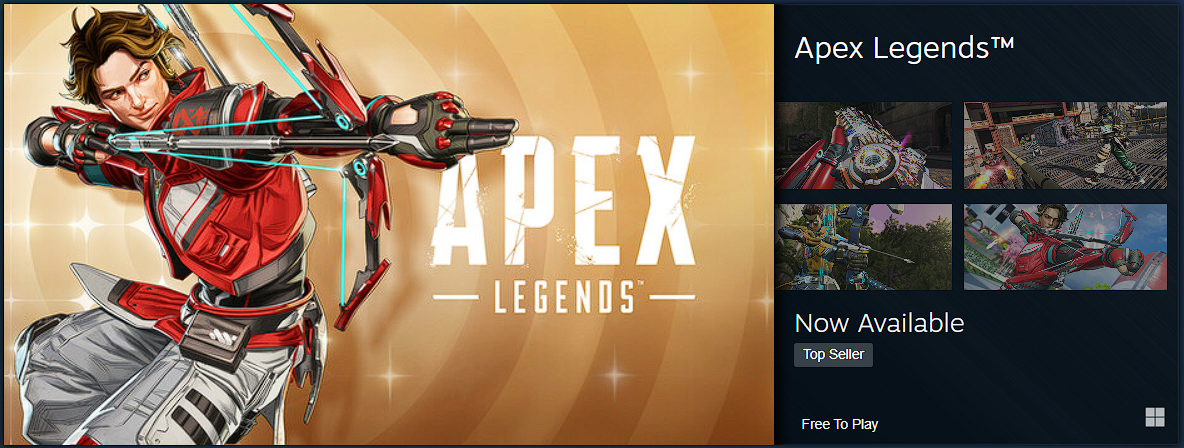 APEX
LEGENDS™
Apex Legends™
Now Available
Top Seller
Free To Play